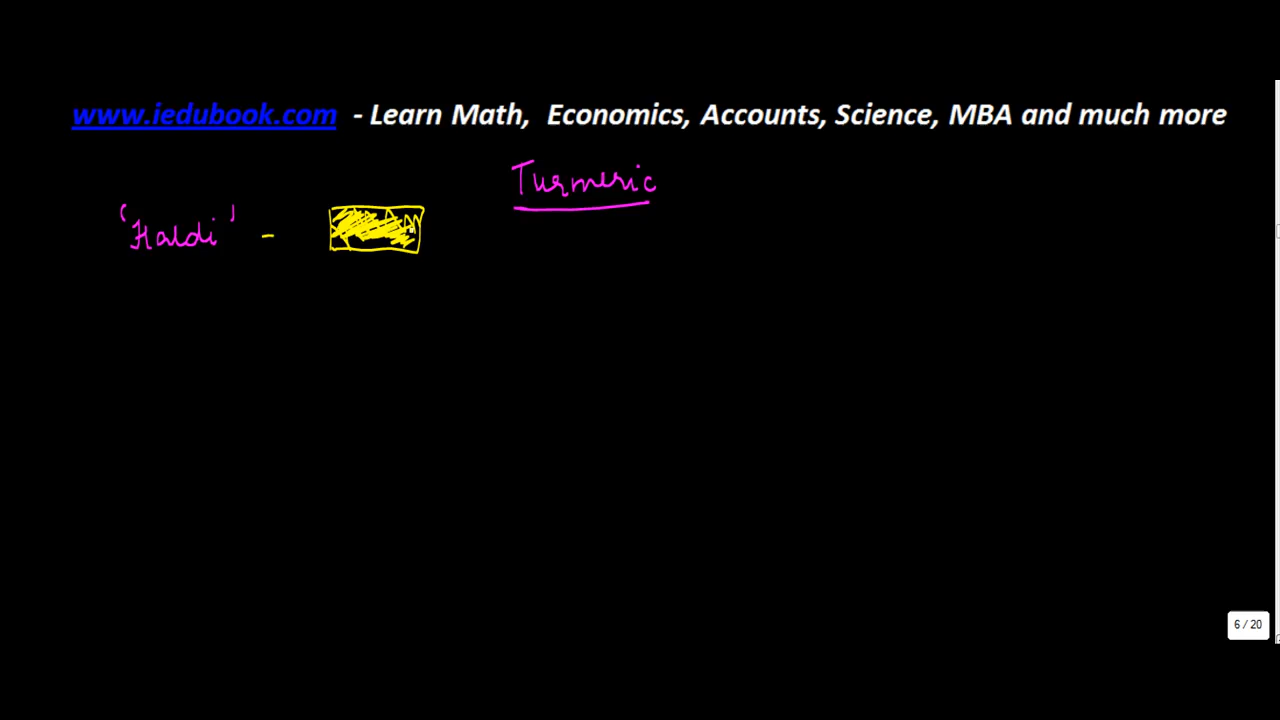 www.iedubook.com - Learn Math, Economics, Accounts, Science, MBA and much more
Turmeric
'Haldi' -
6 / 20